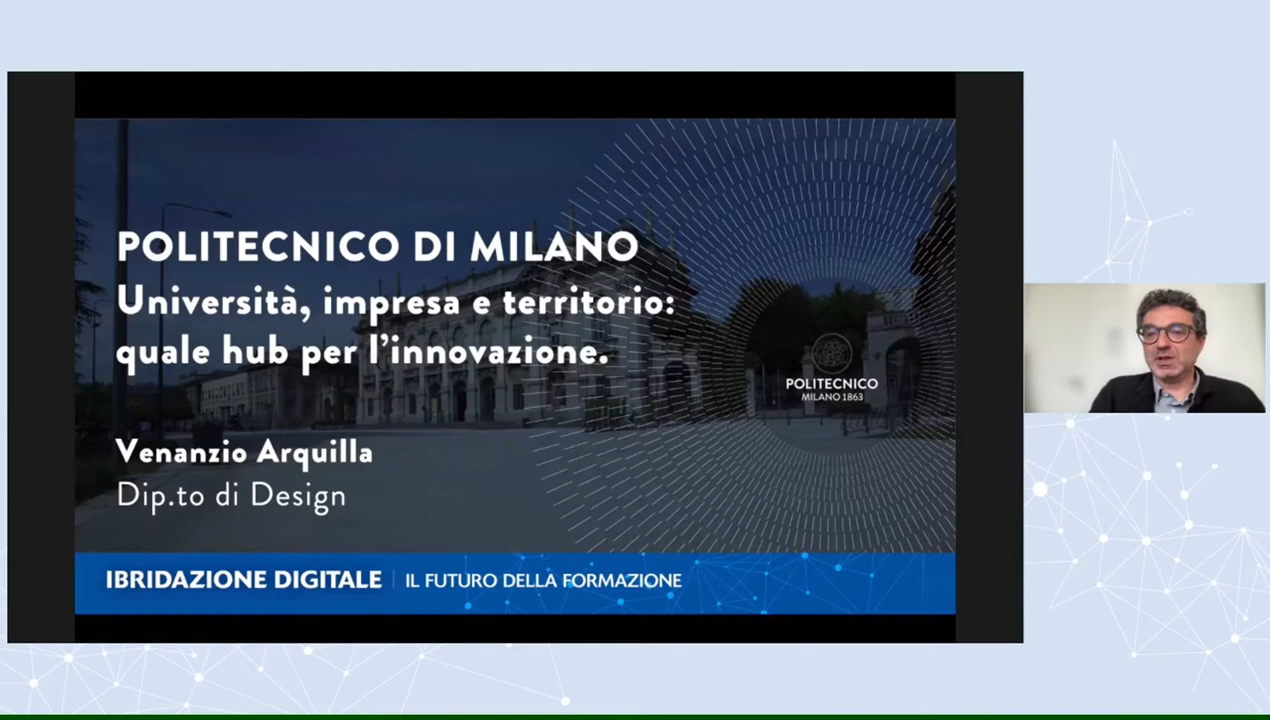 POLITECNICO DI MILANO
Università, impresa e territorio:
quale hub per l'innovazione.
POLITECNICO
MILANO 1863
Venanzio Arquilla
Dip.to di Design
IBRIDAZIONE DIGITALE | IL FUTURO DELLA FORMAZIONE